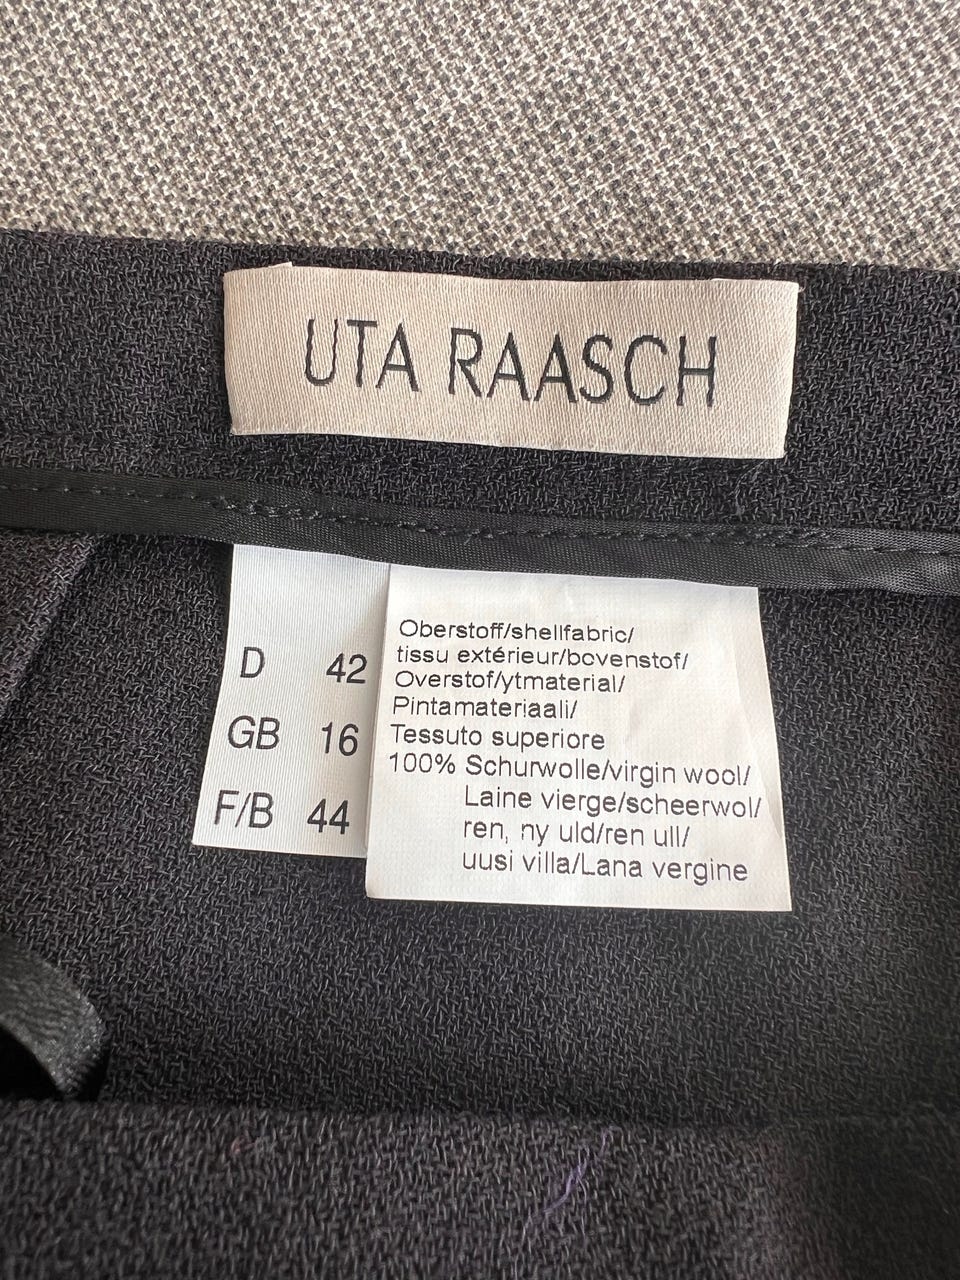 UTA RAASCH
D 42
GB 16
F/B 44
Oberstoff/shellfabric/
tissu extérieur/bovenstof/
Overstof/ytmaterial/
Pintamateriaali/
Tessuto superiore
100% Schurwolle/virgin wool/
Laine vierge/scheerwol/
ren, ny uld/ren ull/
uusi villa/Lana vergine